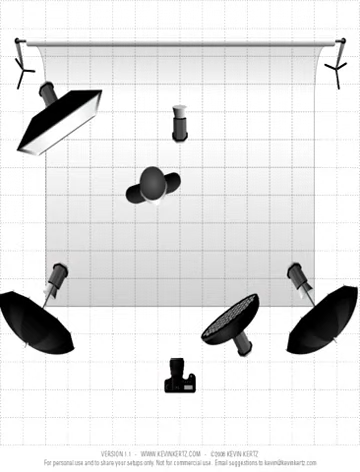 VERSION 1.1 - WWW.KEVINKERTZ.COM - ©2008 KEVIN KERTZ
For personal use and to share your setups only. Not for commercial use. Email suggestions to kevin@kevinkertz.com